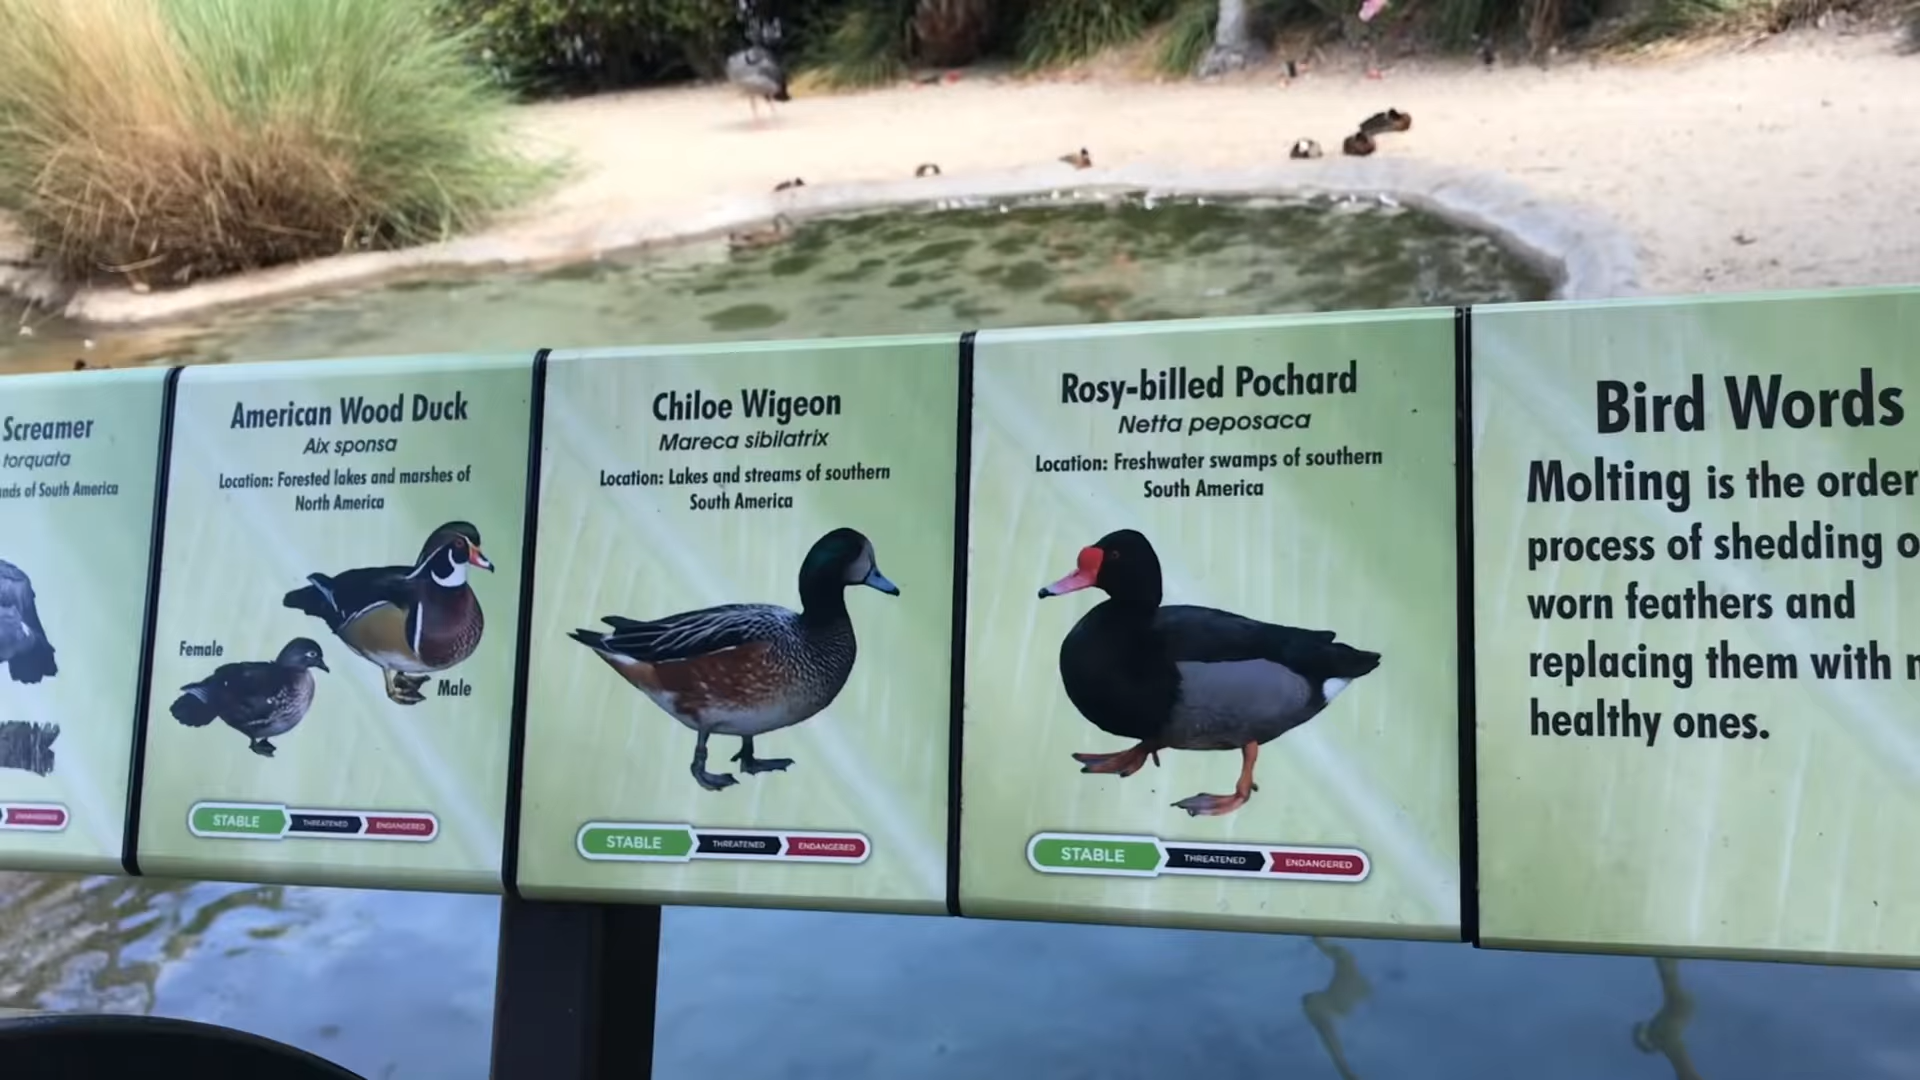 Screamer
torquata
nds of South America
ENDANGERED
American Wood Duck
Aix sponsa
Location: Forested lakes and marshes of
North America
Female
Male
STABLE THREATENED ENDANGERED
Chiloe Wigeon
Mareca sibilatrix
Location: Lakes and streams of southern
South America
STABLE THREATENED ENDANGERED
Rosy-billed Pochard
Netta peposaca
Location: Freshwater swamps of southern
South America
STABLE THREATENED ENDANGERED
Bird Words
Molting is the order
process of shedding o
worn feathers and
replacing them with
healthy ones.